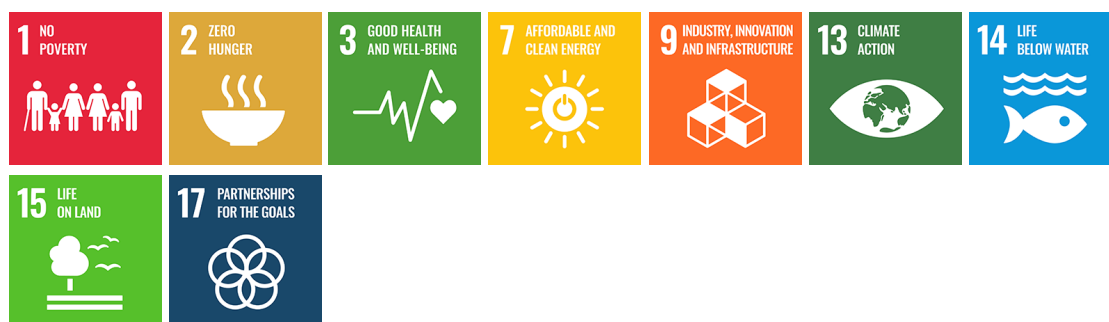 1 NO
POVERTY
2 ZERO
HUNGER
3 GOOD HEALTH
AND WELL-BEING
7 AFFORDABLE AND
CLEAN ENERGY
9 INDUSTRY, INNOVATION
AND INFRASTRUCTURE
13 CLIMATE
ACTION
14 LIFE
BELOW WATER
15 LIFE
ON LAND
17 PARTNERSHIPS
FOR THE GOALS